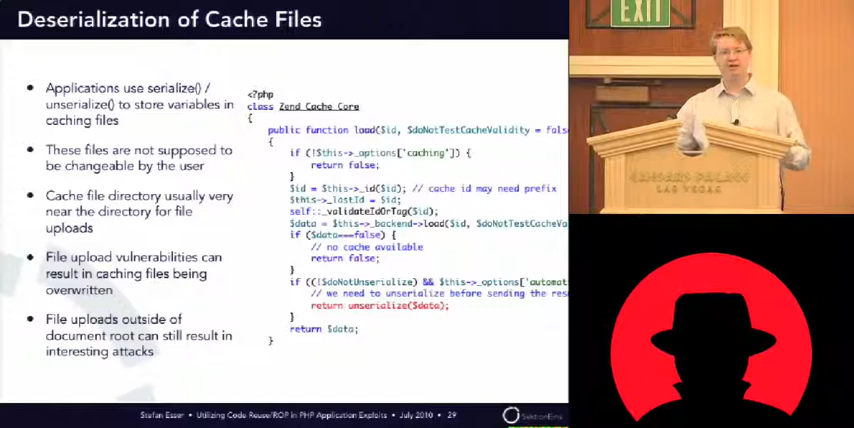 Deserialization of Cache Files
• Applications use serialize() /
unserialize() to store variables in
caching files
• These files are not supposed to
be changeable by the user
• Cache file directory usually very
near the directory for file
uploads
• File upload vulnerabilities can
result in caching files being
overwritten
• File uploads outside of
document root can still result in
interesting attacks
<?php
class Zend_Cache_Core
{
public function load($id, $doNotTestCacheValidity = fals
{
if (!$this->_options['caching']) {
return false;
}
$id = $this->_id($id); // cache id may need prefix
$this->_lastId = $id;
self::_validateIdOrTag($id);
$data = $this->_backend->load($id, $doNotTestCacheVa
if ($data===false) {
// no cache available
return false;
}
if ((!$doNotUnserialize) && $this->_options['automat
// we need to unserialize before sending the res
return unserialize($data);
}
return $data;
}
Stefan Esser • Utilizing Code Reuse/ROP in PHP Application Exploits • July 2010 • 29
SektionEins
EXIT
CAESARS PALACE
LAS VEGAS